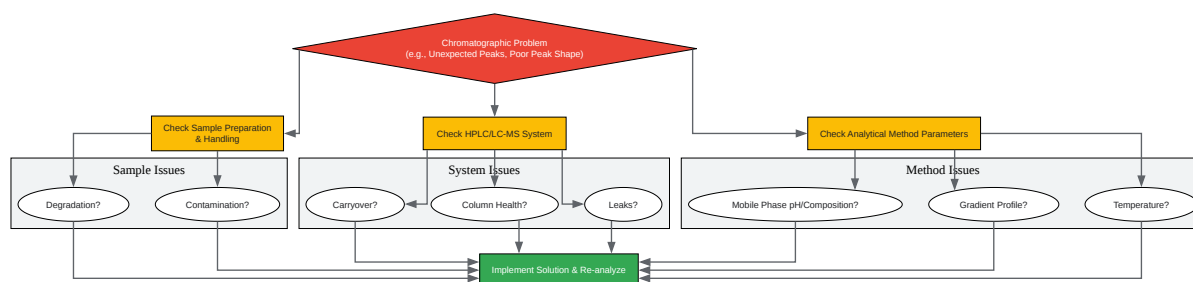 Chromatographic Problem
(e.g., Unexpected Peaks, Poor Peak Shape)
Check Sample Preparation
& Handling
Check HPLC/LC-MS System
Check Analytical Method Parameters
Sample Issues
System Issues
Method Issues
Degradation?
Contamination?
Carryover?
Column Health?
Leaks?
Mobile Phase pH/Composition?
Gradient Profile?
Temperature?
Implement Solution & Re-analyze